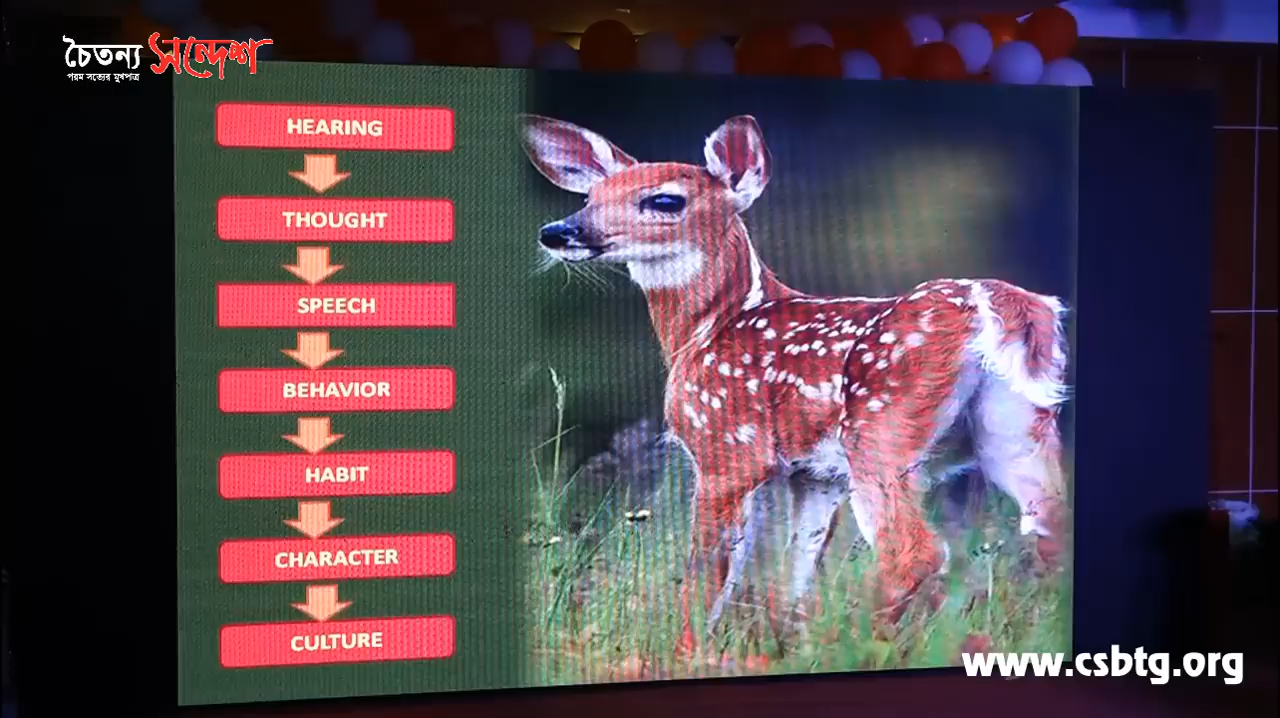 চৈতন্য সন্দেশ
পরম সত্যের মুখপত্র
HEARING
THOUGHT
SPEECH
BEHAVIOR
HABIT
CHARACTER
CULTURE
www.csbtg.org